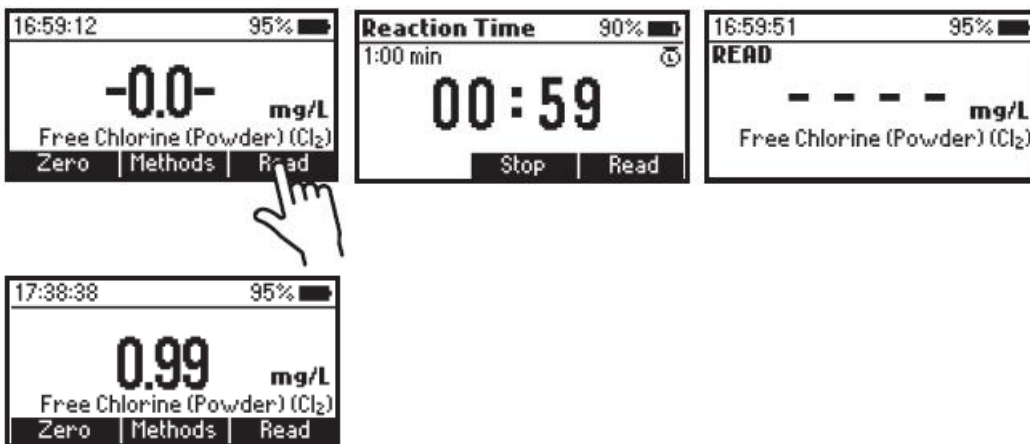 16:59:12 95%
-0.0- mg/L
Free Chlorine (Powder) (Cl₂)
Zero Methods Read
Reaction Time 90%
1:00 min
00:59
Stop Read
16:59:51 95%
READ
- - - - mg/L
Free Chlorine (Powder) (Cl₂)
17:38:38 95%
0.99 mg/L
Free Chlorine (Powder) (Cl₂)
Zero Methods Read